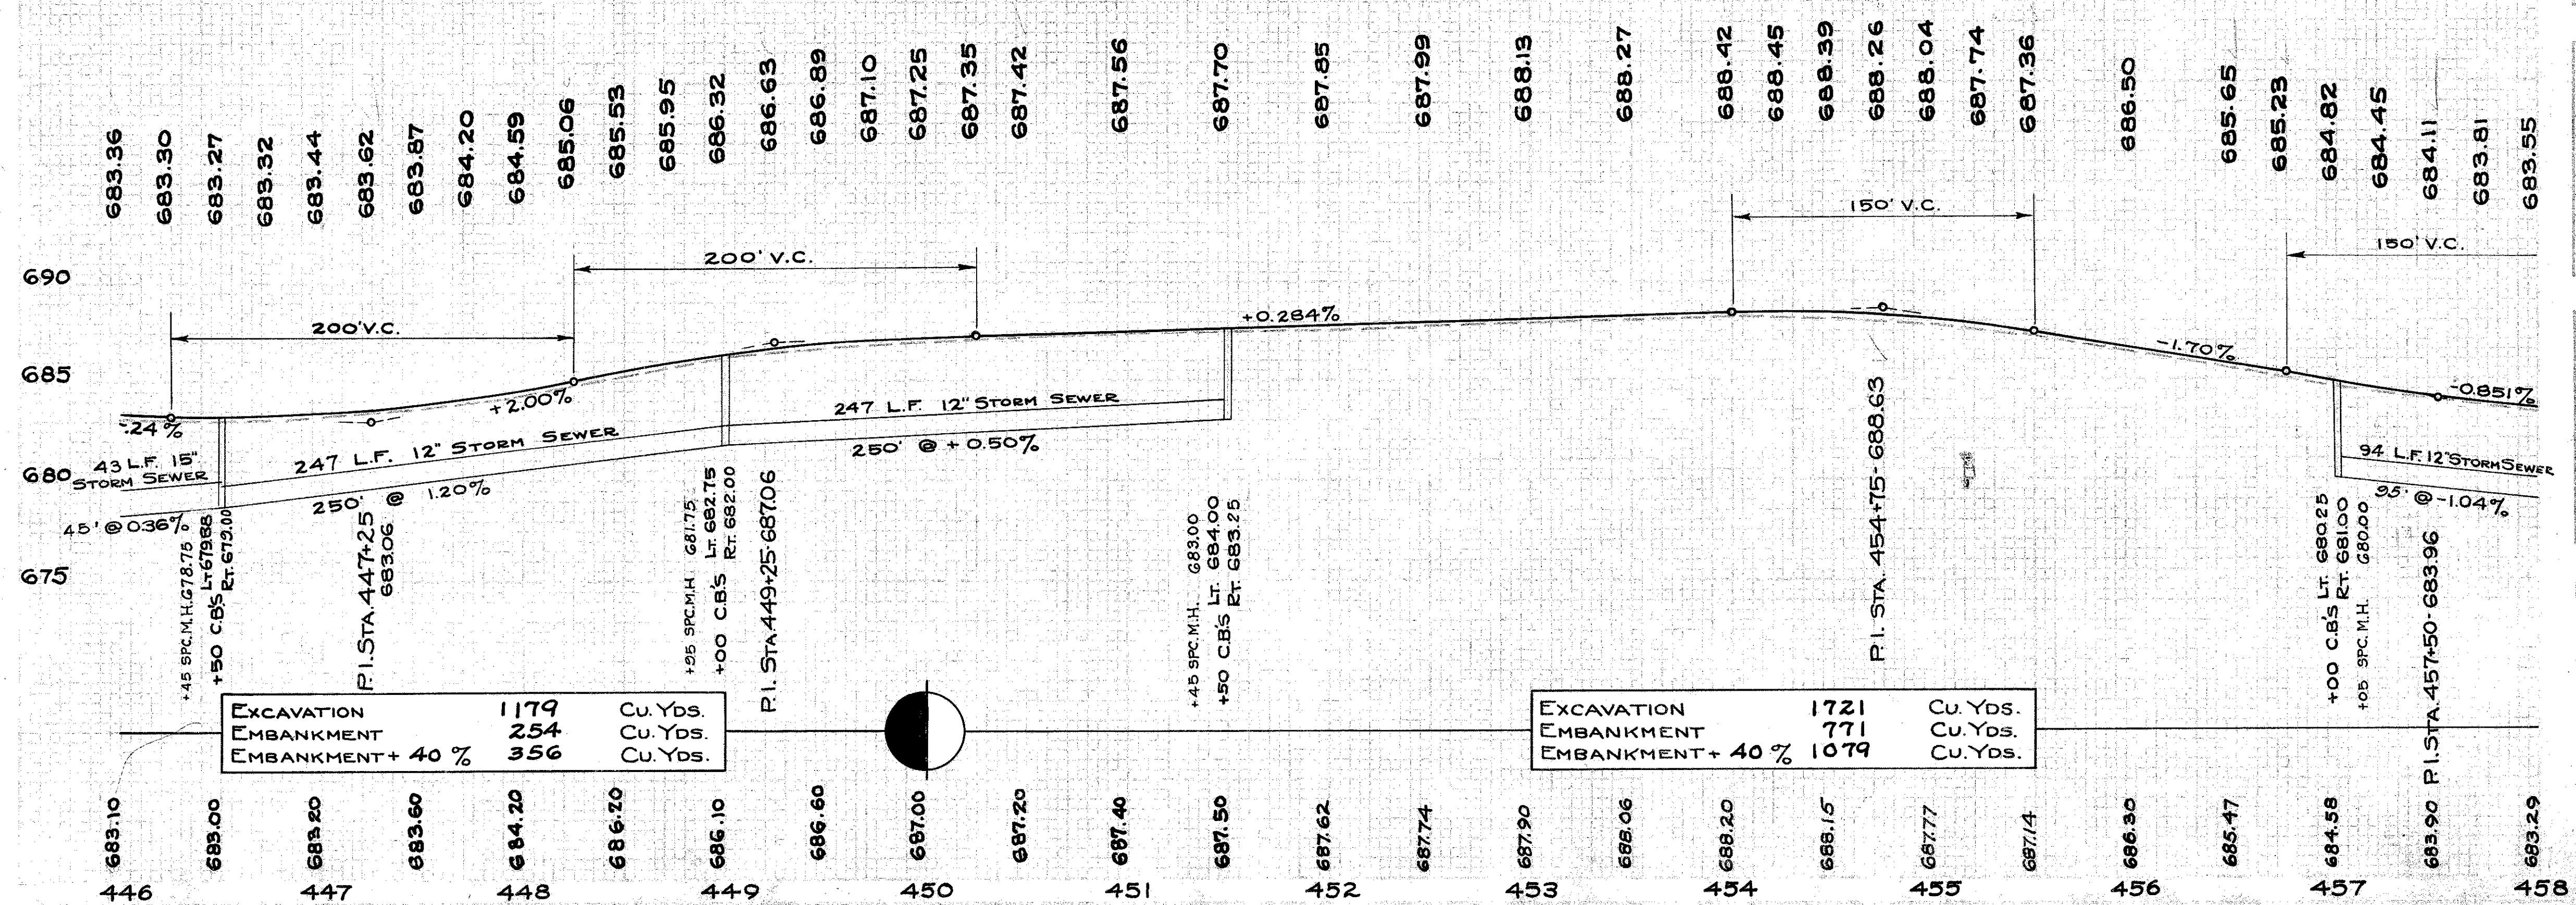 683.36
683.30
683.27
683.32
683.44
683.62
683.87
684.20
684.59
685.06
685.53
685.95
686.32
686.63
686.89
687.10
687.25
687.35
687.42
687.56
687.70
687.85
687.99
688.13
688.27
688.42
688.45
688.39
688.26
688.04
687.74
687.36
686.50
685.65
685.23
684.82
684.45
684.11
683.81
683.55
150' V.C.
150' V.C.
200' V.C.
200' V.C.
690
685
680
675
+0.284%
-1.70%
-0.851%
+2.00%
-.24%
247 L.F. 12" STORM SEWER
250' @ + 0.50%
247 L.F. 12" STORM SEWER
250' @ 1.20%
43 L.F. 15"
STORM SEWER
45' @ 0.36%
94 L.F. 12" STORM SEWER
95' @ -1.04%
+45 SPC.M.H. 678.75
+50 C.B.'S LT 679.88
RT. 679.00
P.I. STA. 447+25
683.06
+95 SPC.M.H. 681.75
+00 C.B.'S LT. 682.75
RT. 682.00
P.I. STA. 449+25-687.06
+45 SPC.M.H. 683.00
+50 C.B.'S LT. 684.00
RT. 683.25
P.I. STA. 454+75-688.63
+00 C.B.'S LT. 680.25
RT. 681.00
+05 SPC.M.H. 680.00
P.I. STA. 457+50-683.96
EXCAVATION 1179 CU. YDS.
EMBANKMENT 254 CU. YDS.
EMBANKMENT + 40 % 356 CU. YDS.
EXCAVATION 1721 CU. YDS.
EMBANKMENT 771 CU. YDS.
EMBANKMENT + 40 % 1079 CU. YDS.
683.10
683.00
683.20
683.60
684.20
686.20
686.10
686.60
687.00
687.20
687.40
687.50
687.62
687.74
687.90
688.06
688.20
688.15
687.77
687.14
686.30
685.47
684.58
683.90
683.29
446 447 448 449 450 451 452 453 454 455 456 457 458